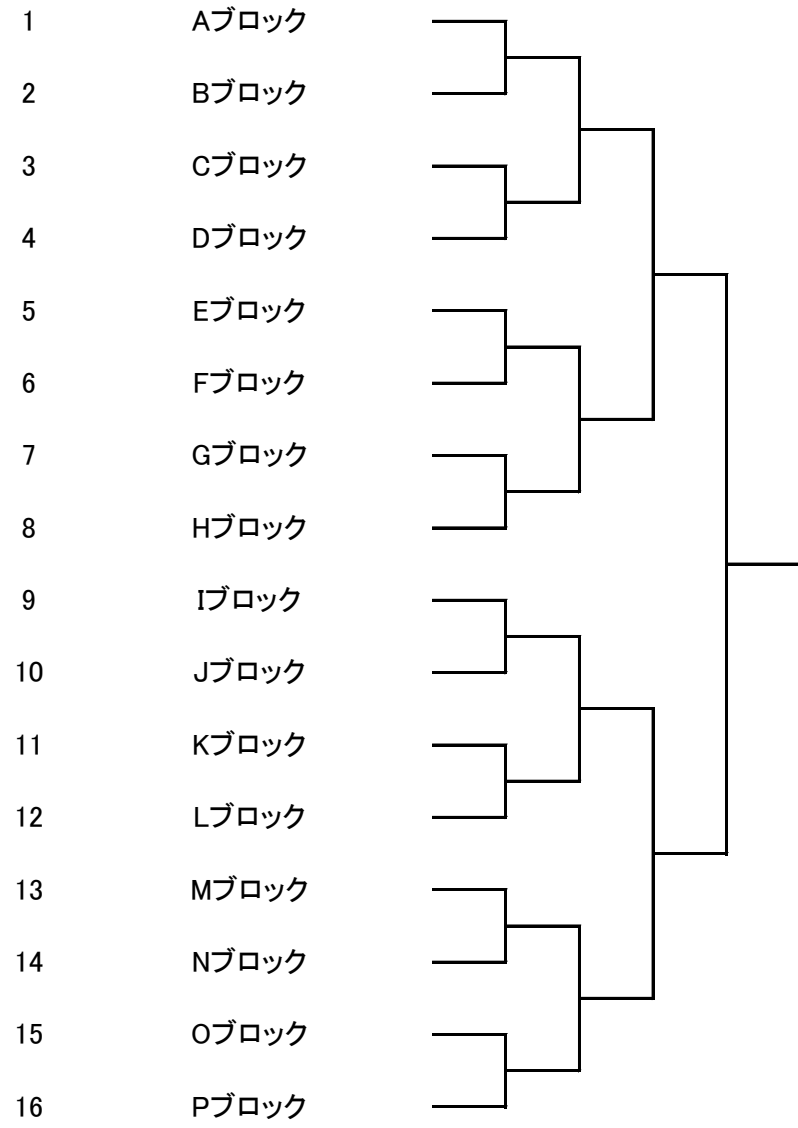 1 Aブロック
2 Bブロック
3 Cブロック
4 Dブロック
5 Eブロック
6 Fブロック
7 Gブロック
8 Hブロック
9 Iブロック
10 Jブロック
11 Kブロック
12 Lブロック
13 Mブロック
14 Nブロック
15 Oブロック
16 Pブロック